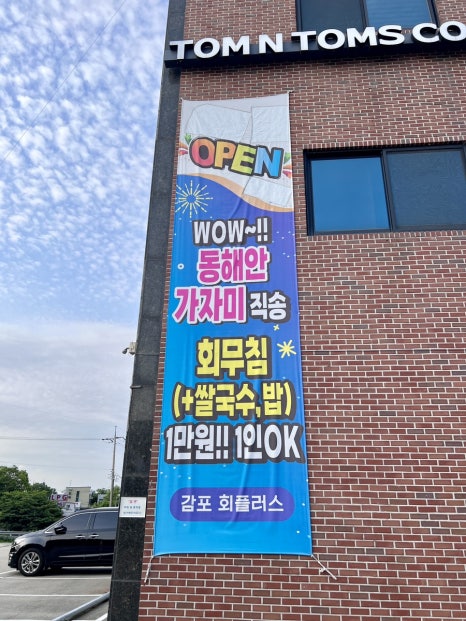 TOM N TOMS CO
OPEN
WOW~!!
동해안
가자미 직송
회무침
(+쌀국수,밥)
1만원!! 1인OK
감포 회플러스